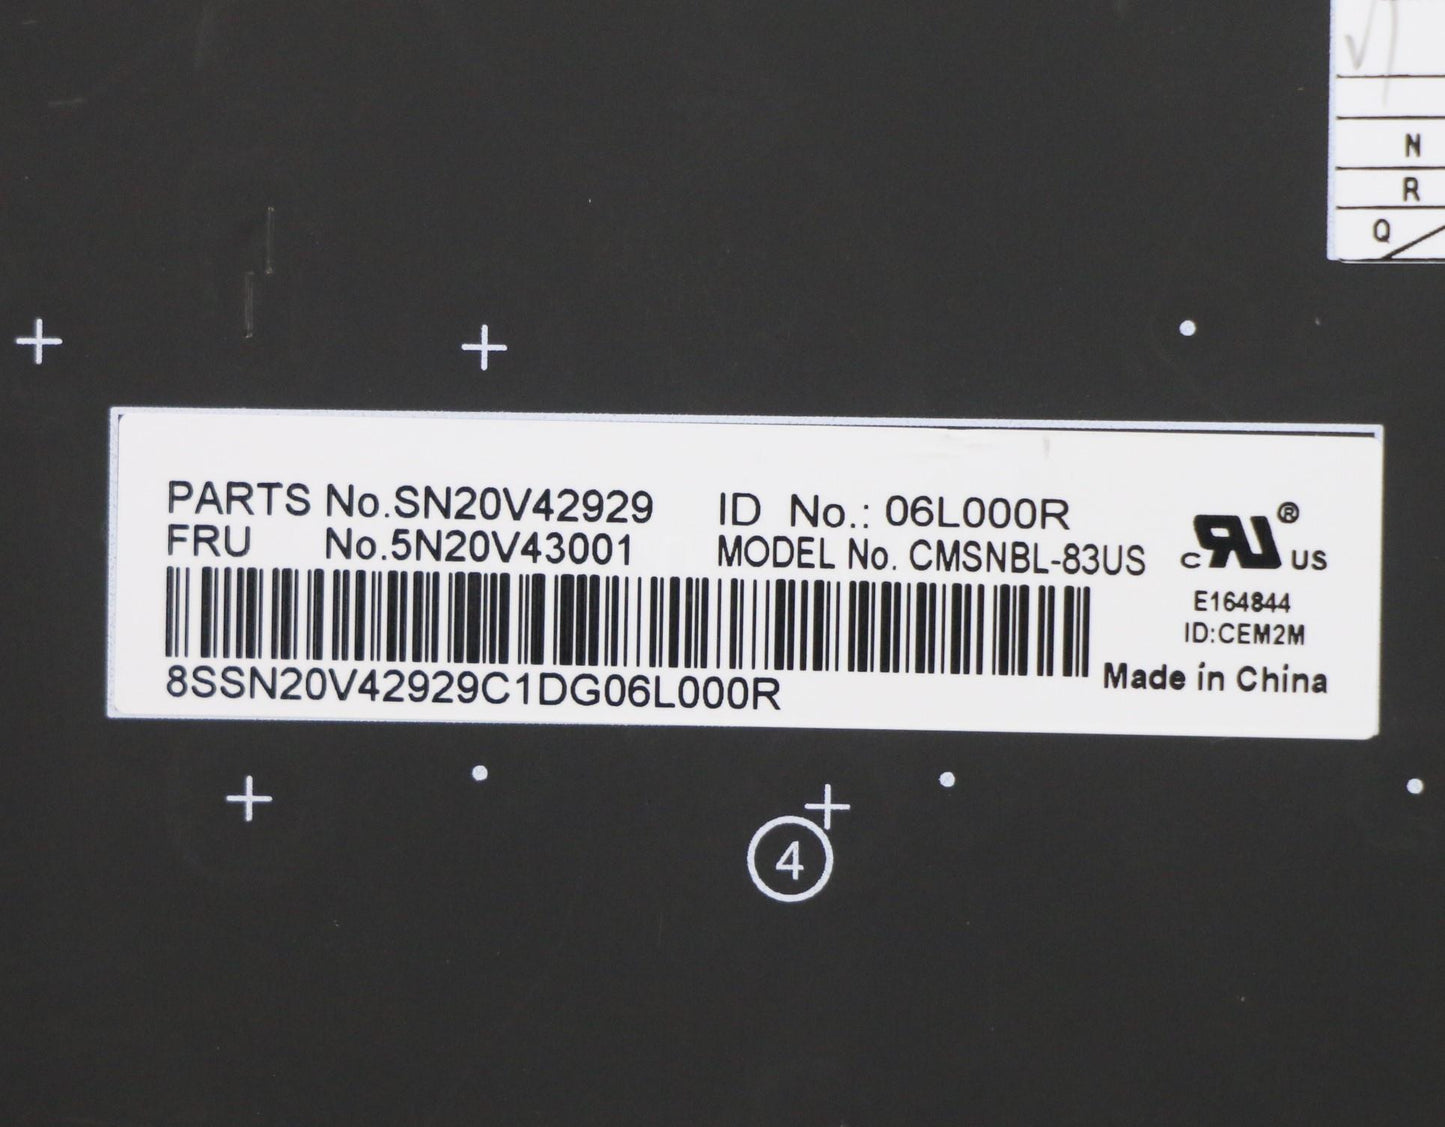 N
R
Q
PARTS No.SN20V42929 ID No.: 06L000R
FRU No.5N20V43001 MODEL No. CMSNBL-83US
c RU ® US
E164844
ID:CEM2M
8SSN20V42929C1DG06L000R
Made in China
4